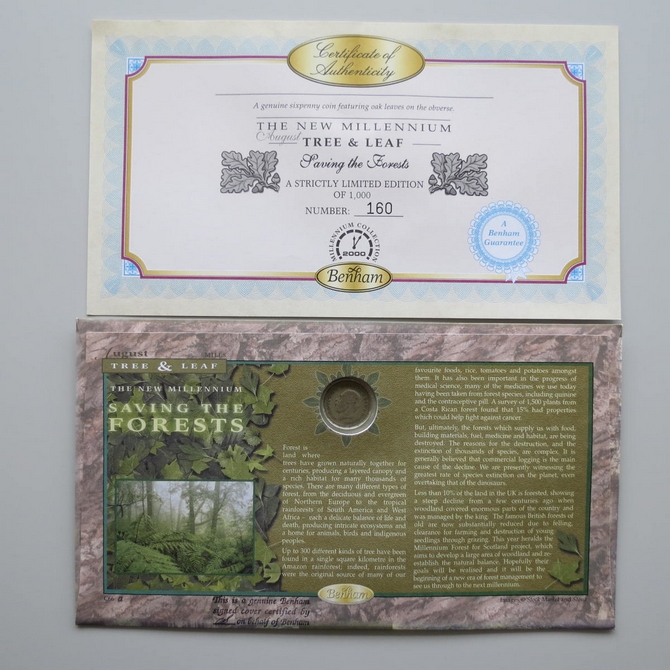 Certificate of
Authenticity
A genuine sixpenny coin featuring oak leaves on the obverse.
THE NEW MILLENNIUM
August
TREE & LEAF
Saving the Forests
A STRICTLY LIMITED EDITION
OF 1,000
NUMBER: 160
MILLENNIUM COLLECTION
2000
Benham
A
Benham
Guarantee
August
TREE & LEAF
THE NEW MILLENNIUM
SAVING THE
FORESTS
Forest is
land where
trees have grown naturally together for
centuries, producing a layered canopy and
a rich habitat for many thousands of
species. There are many different types of
forest, from the deciduous and evergreen
of Northern Europe to the tropical
rainforests of South America and West
Africa – each a delicate balance of life and
death, producing intricate ecosystems and
a home for animals, birds and indigenous
peoples.
Up to 300 different kinds of tree have been
found in a single square kilometre in the
Amazon rainforest; indeed, rainforests
were the original source of many of our
favourite foods, rice, tomatoes and potatoes amongst
them. It has also been important in the progress of
medical science, many of the medicines we use today
having been taken from forest species, including quinine
and the contraceptive pill. A survey of 1,500 plants from
a Costa Rican forest found that 15% had properties
which could help fight against cancer.
But, ultimately, the forests which supply us with food,
building materials, fuel, medicine and habitat, are being
destroyed. The reasons for the destruction, and the
extinction of thousands of species, are complex. It is
generally believed that commercial logging is the main
cause of the decline. We are presently witnessing the
greatest rate of species extinction on the planet, even
overtaking that of the dinosaurs.
Less than 10% of the land in the UK is forested, showing
a steep decline from a few centuries ago when
woodland covered enormous parts of the country and
was managed by the king. The famous British forests of
old are now substantially reduced due to felling,
clearance for farming and destruction of young
seedlings through grazing. This year heralds the
Millennium Forest for Scotland project, which
aims to develop a large area of woodland and re-
establish the natural balance. Hopefully their
goals will be realised and it will be the
beginning of a new era of forest management to
see us through to the next millennium.
Benham
This is a genuine Benham
signed cover certified by
on behalf of Benham